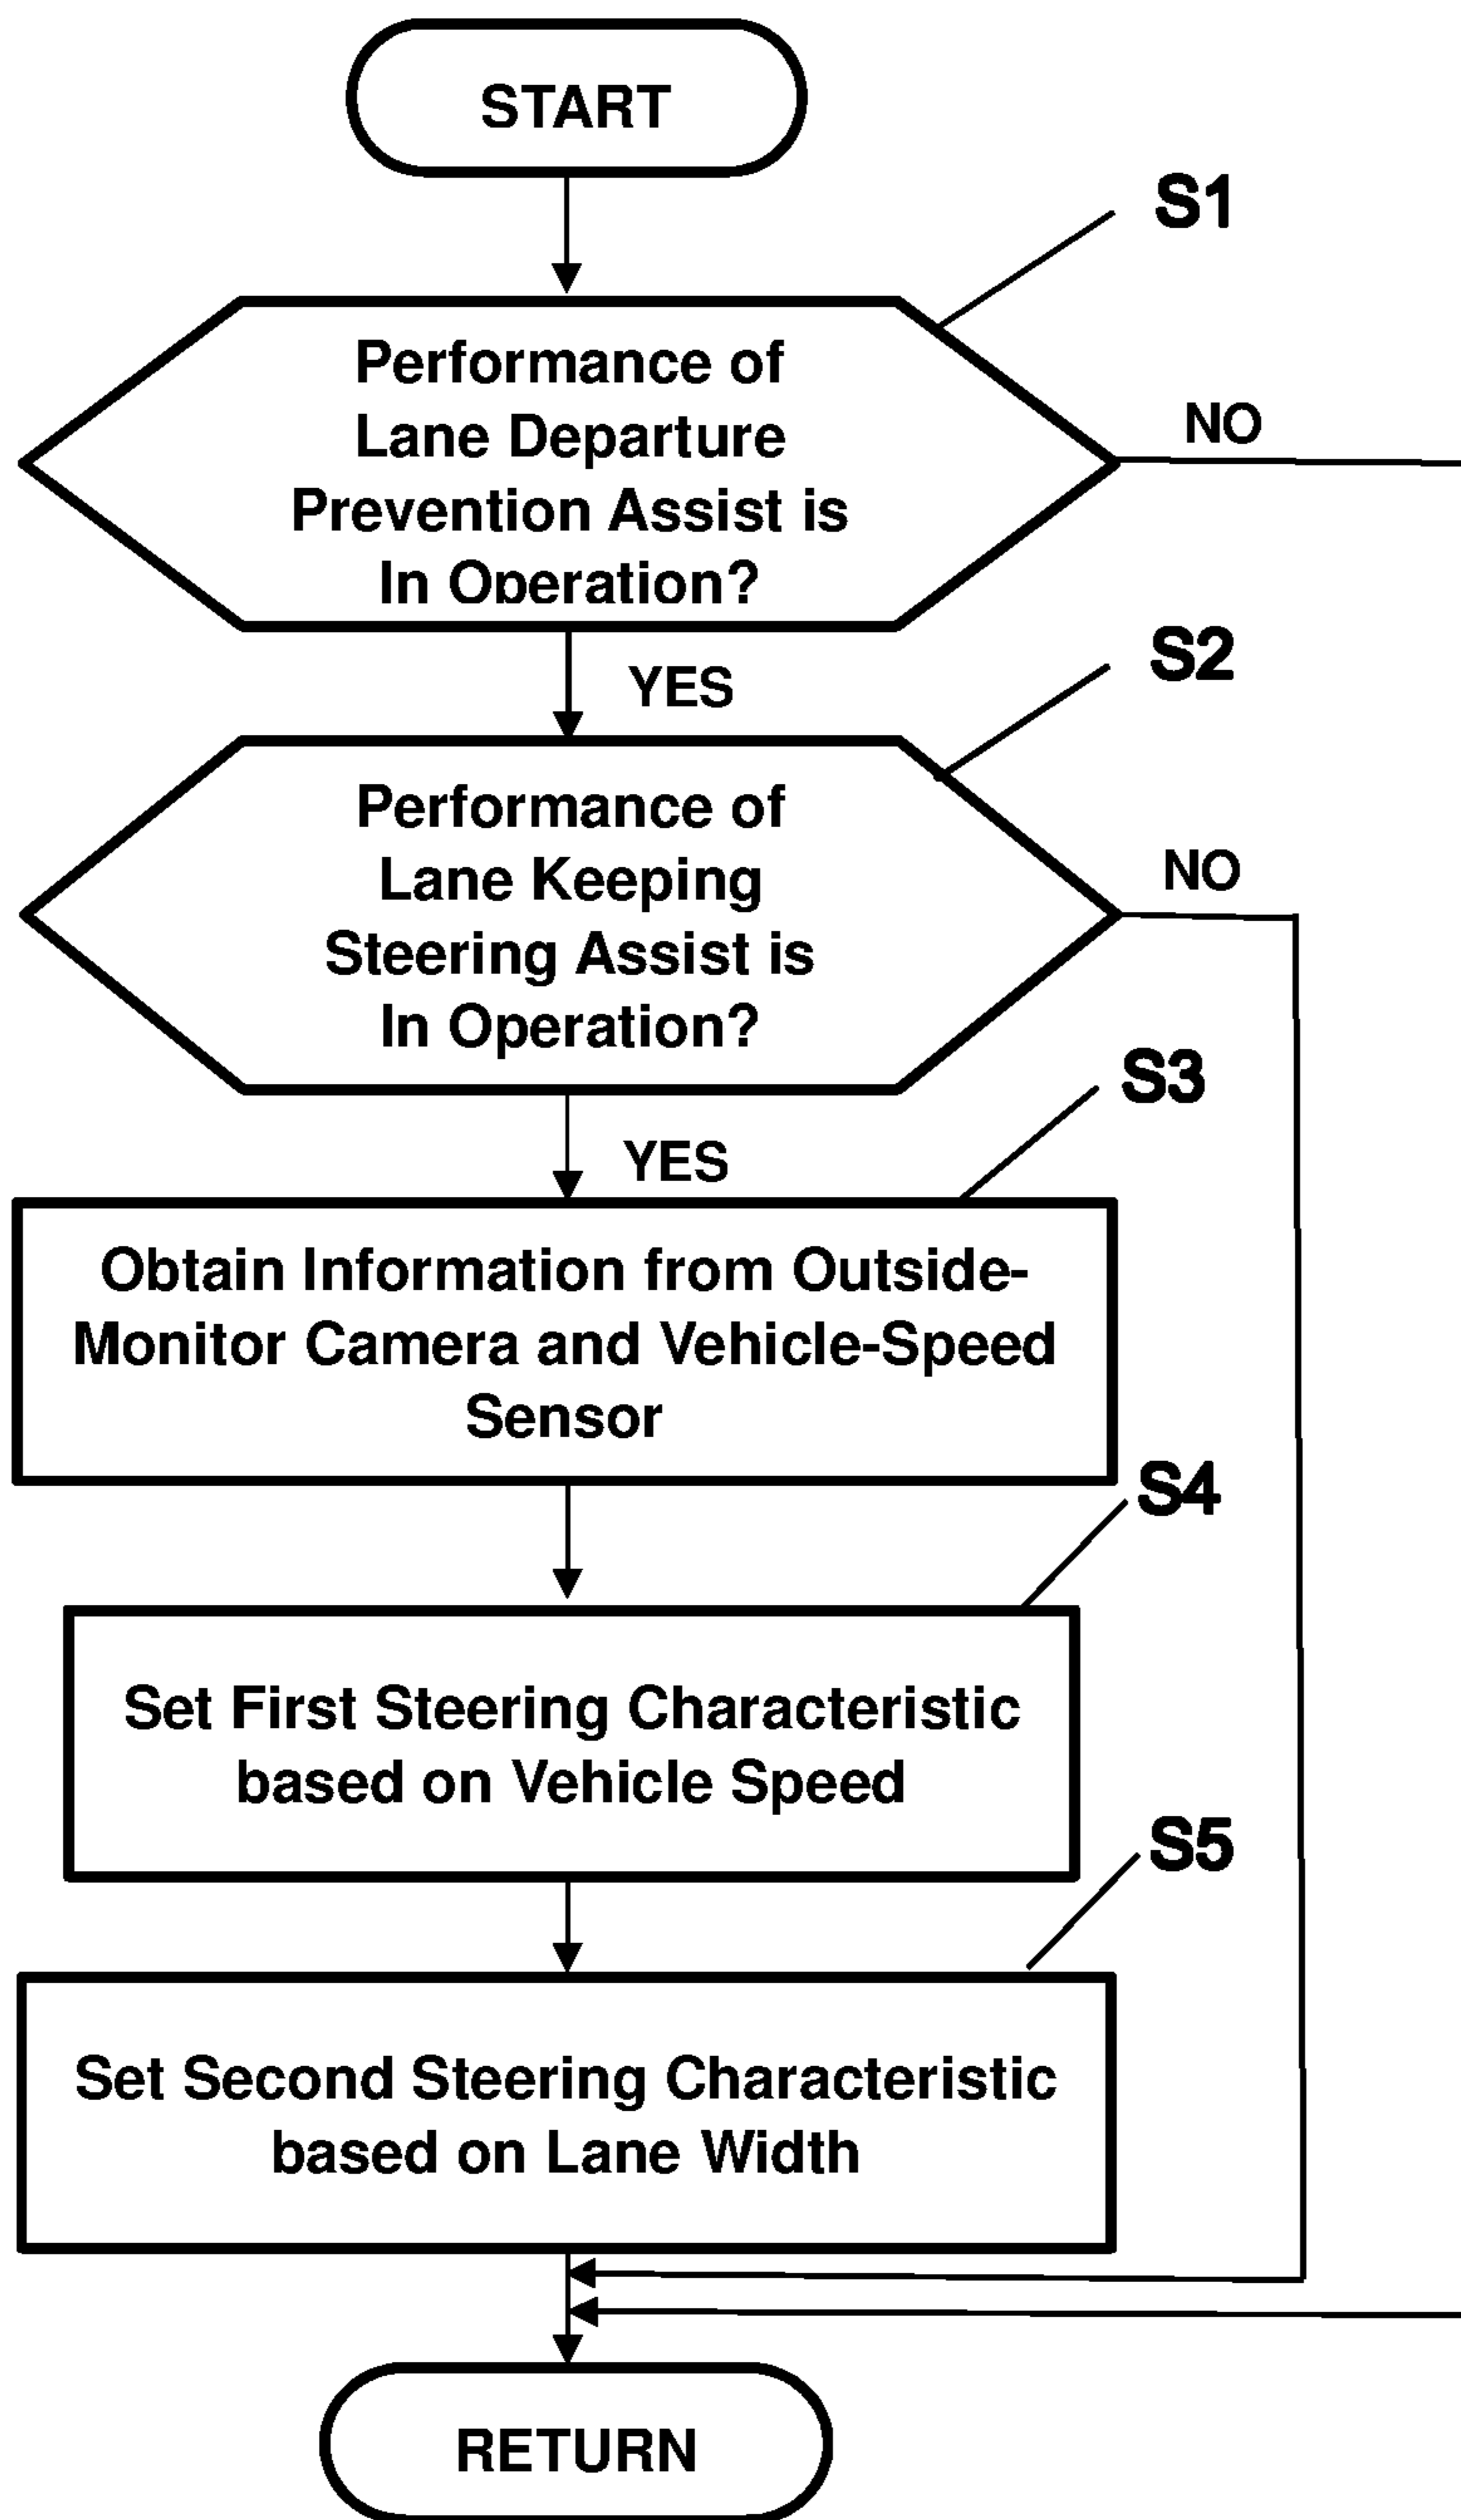 START
S1
Performance of
Lane Departure
Prevention Assist is
In Operation?
NO
YES
S2
Performance of
Lane Keeping
Steering Assist is
In Operation?
NO
YES
S3
Obtain Information from Outside-
Monitor Camera and Vehicle-Speed
Sensor
S4
Set First Steering Characteristic
based on Vehicle Speed
S5
Set Second Steering Characteristic
based on Lane Width
RETURN